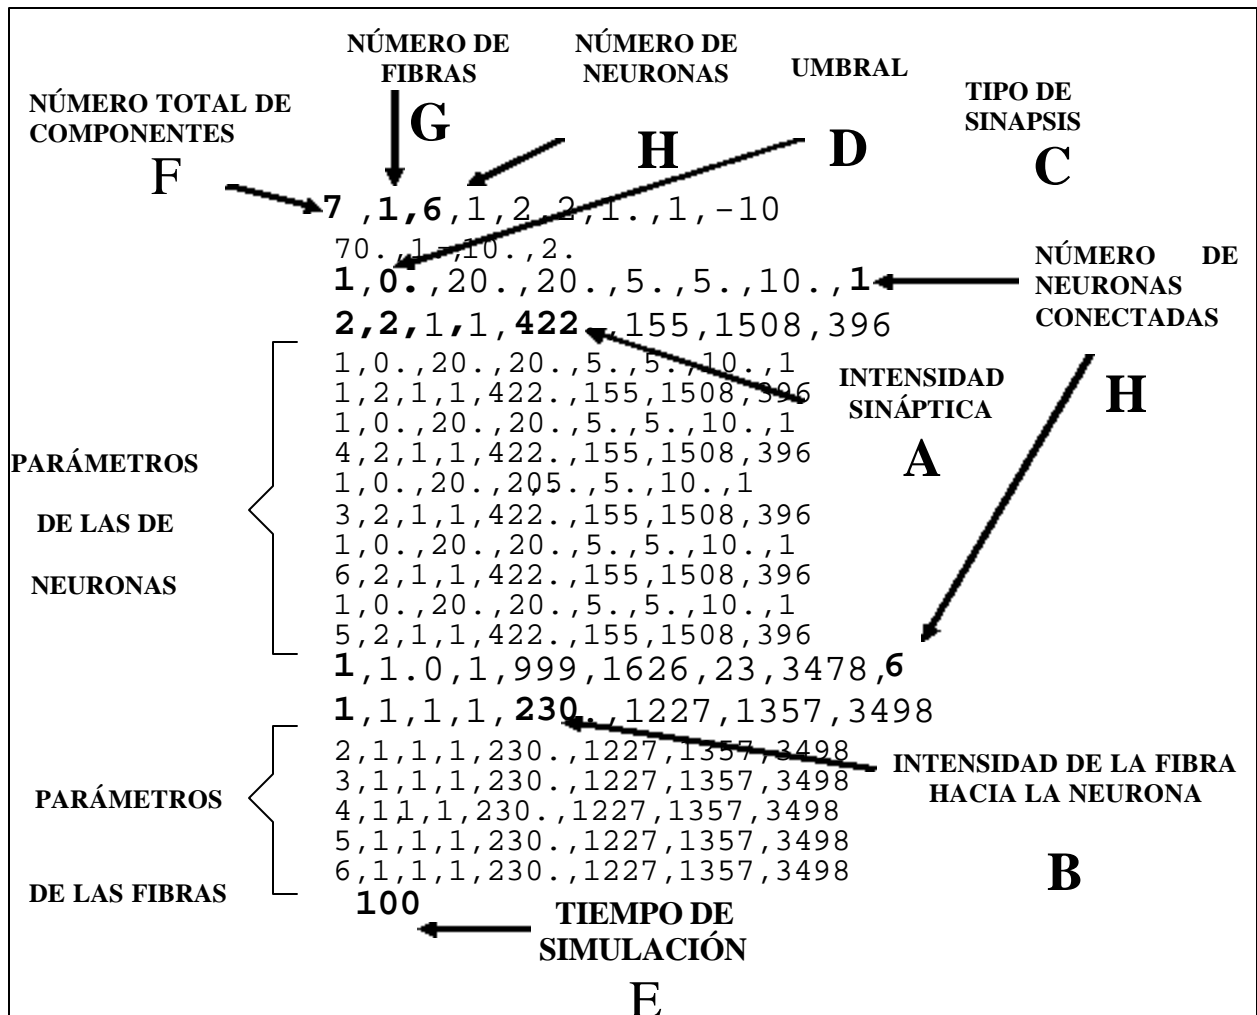 NÚMERO DE
FIBRAS
G
NÚMERO DE
NEURONAS
H
UMBRAL
D
TIPO DE
SINAPSIS
C
NÚMERO TOTAL DE
COMPONENTES
F
7 ,1,6,1,2,2,1.,1,-10
70.,1-,10.,2.
1,0.,20.,20.,5.,5.,10.,1
2,2,1,1,422.,155,1508,396
NÚMERO DE
NEURONAS
CONECTADAS
H
INTENSIDAD
SINÁPTICA
A
PARÁMETROS
DE LAS DE
NEURONAS
1,0.,20.,20.,5.,5.,10.,1
1,2,1,1,422.,155,1508,396
1,0.,20.,20.,5.,5.,10.,1
4,2,1,1,422.,155,1508,396
1,0.,20.,20,5.,5.,10.,1
3,2,1,1,422.,155,1508,396
1,0.,20.,20.,5.,5.,10.,1
6,2,1,1,422.,155,1508,396
1,0.,20.,20.,5.,5.,10.,1
5,2,1,1,422.,155,1508,396
1,1.0,1,999,1626,23,3478,6
1,1,1,1,230.,1227,1357,3498
INTENSIDAD DE LA FIBRA
HACIA LA NEURONA
B
PARÁMETROS
DE LAS FIBRAS
2,1,1,1,230.,1227,1357,3498
3,1,1,1,230.,1227,1357,3498
4,1,1,1,230.,1227,1357,3498
5,1,1,1,230.,1227,1357,3498
6,1,1,1,230.,1227,1357,3498
100
TIEMPO DE
SIMULACIÓN
E